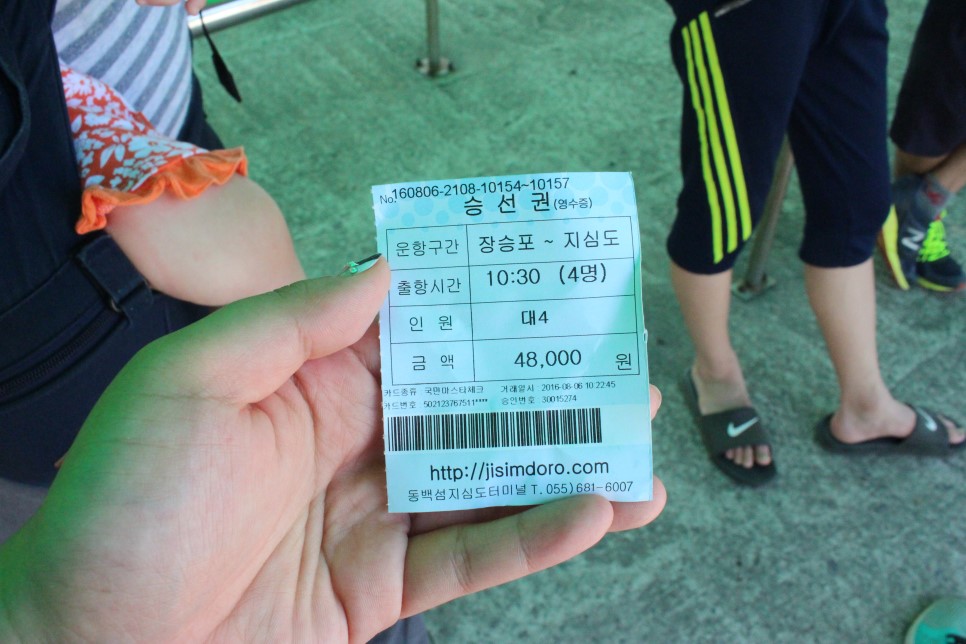 No.160806-2108-10154~10157
승 선 권(영수증)
운항구간 장승포 ~ 지심도
출항시간 10:30 (4명)
인 원 대4
금 액 48,000 원
카드종류 국민마스타체크 거래일시 2016-08-06 10:22:45
카드번호 502123767511**** 승인번호 30015274
http://jisimdoro.com
동백섬지심도터미널 T. 055)681-6007